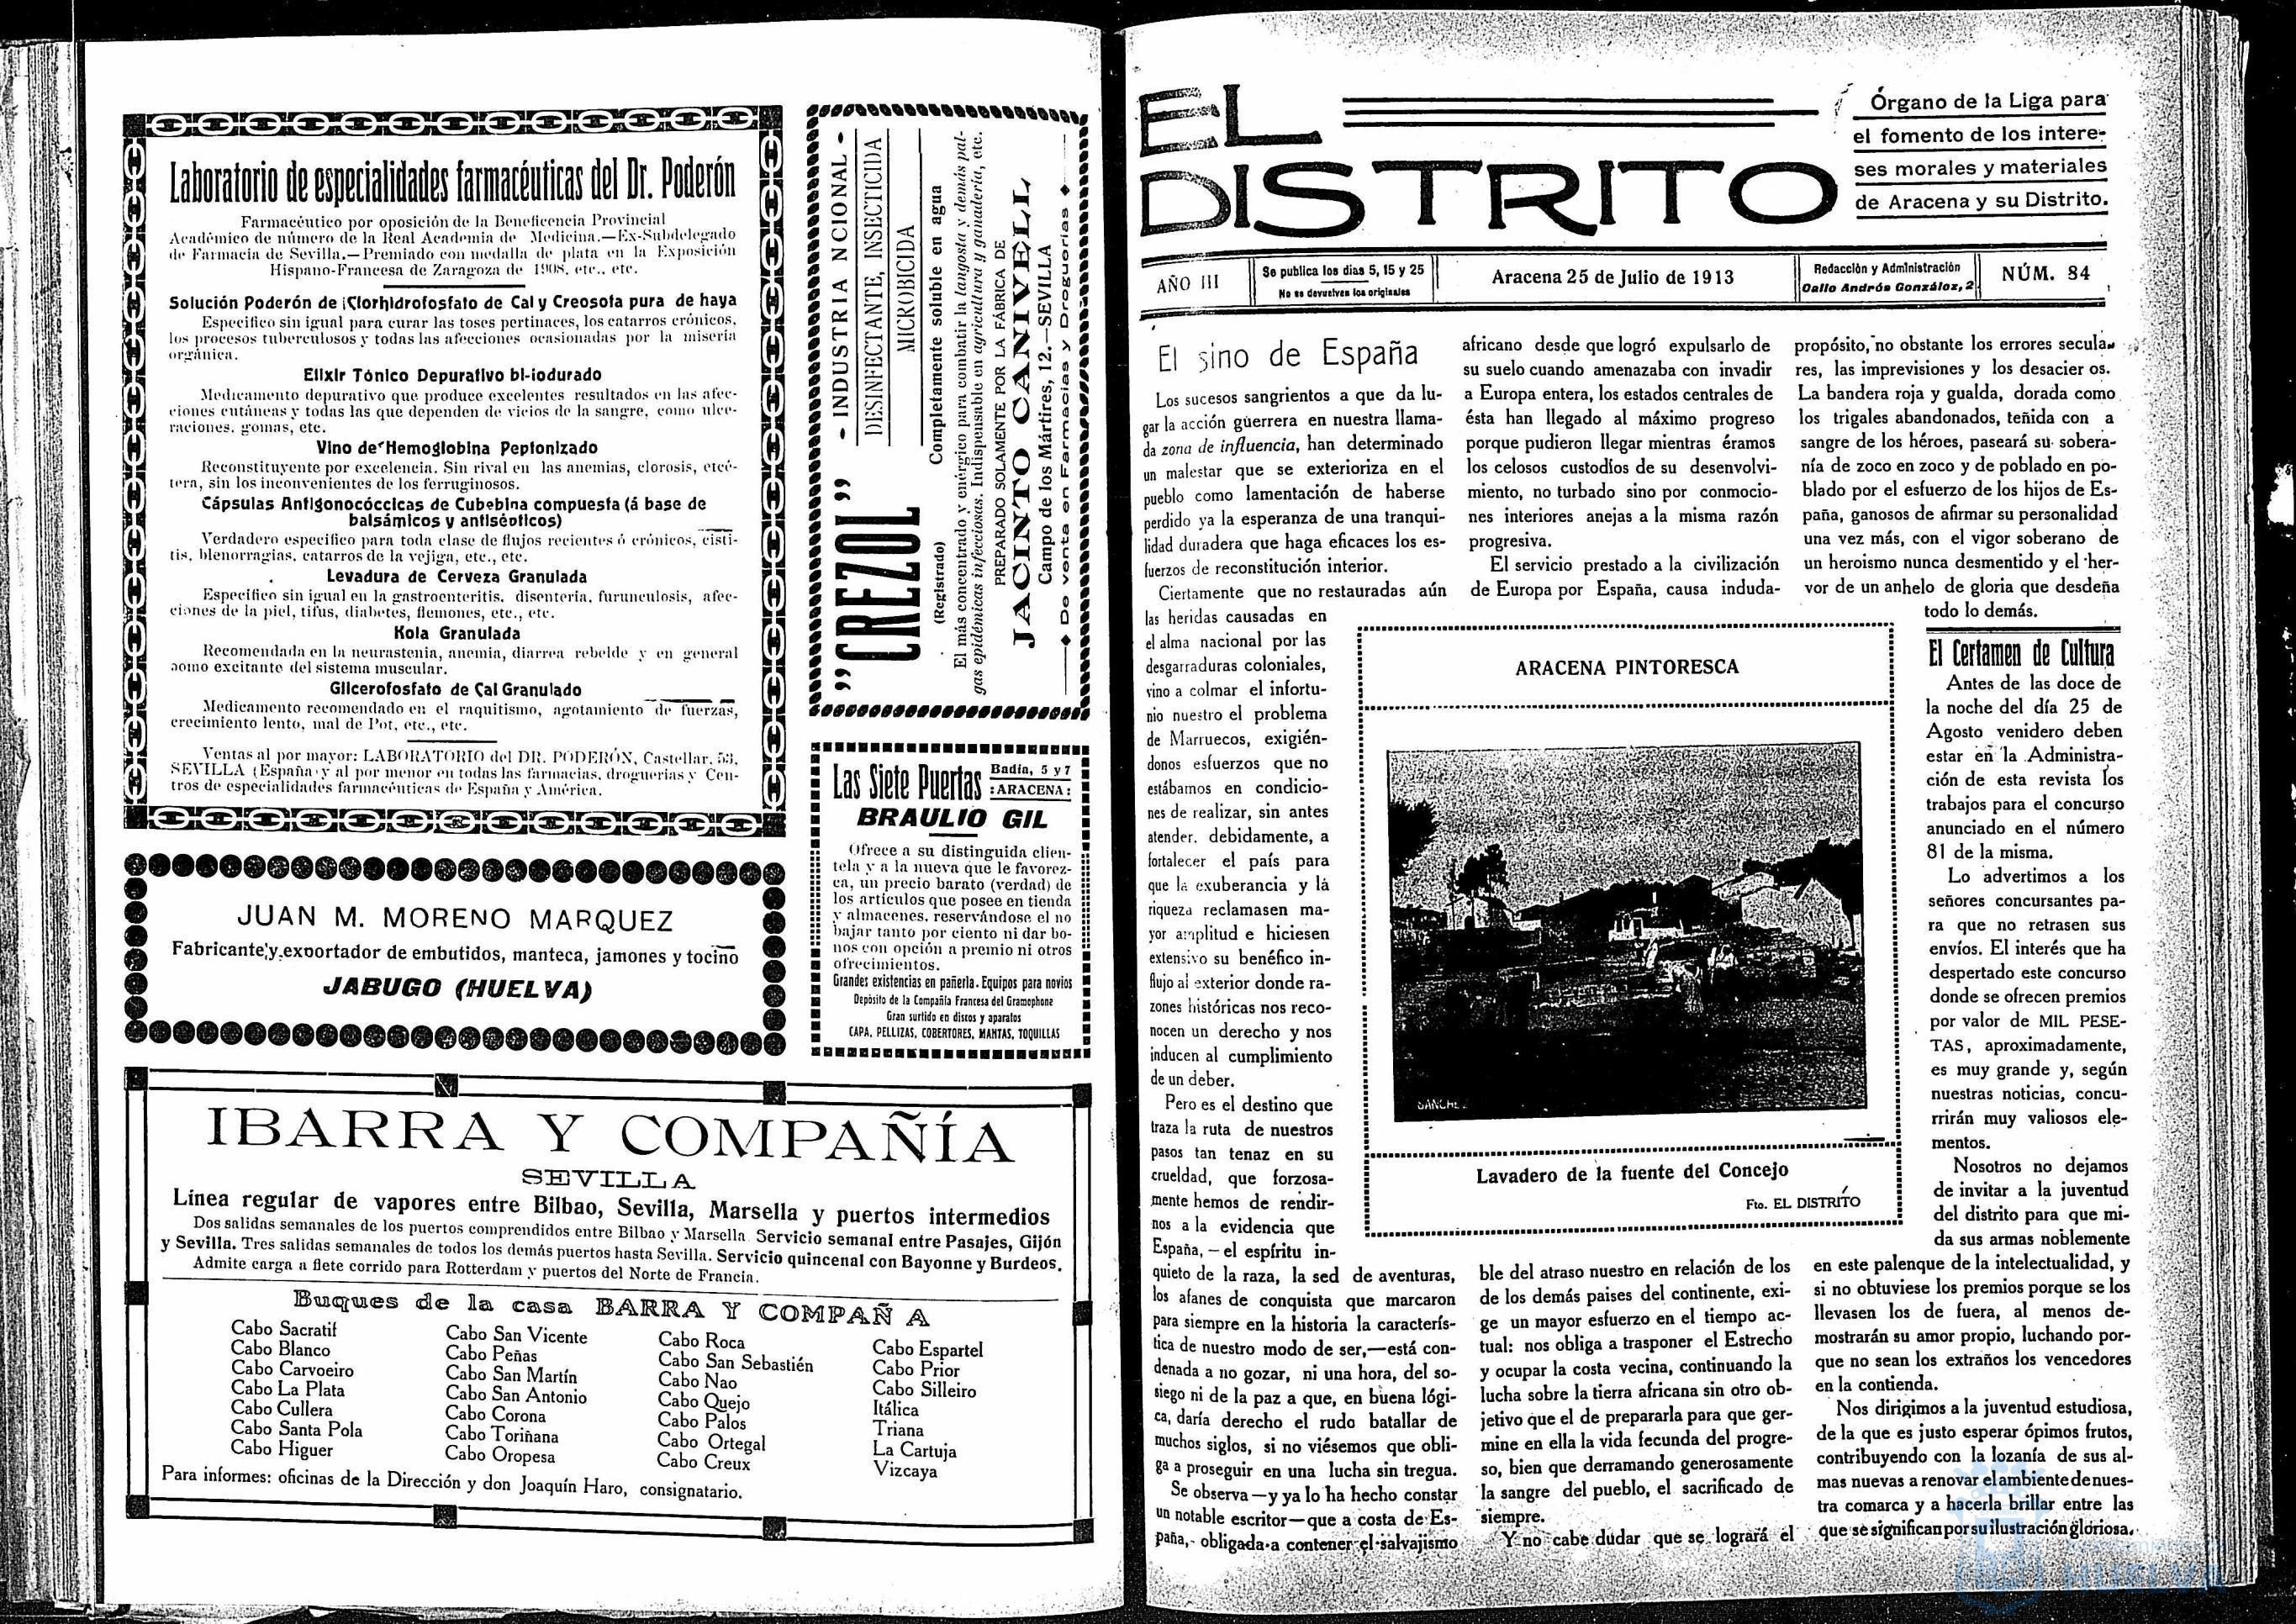 Laboratorio de especialidades farmacéuticas del Dr. Poderón
Farmacéutico por oposición de la Beneficencia Provincial
Académico de número de la Real Academia de Medicina.—Ex-Subdelegado
de Farmacia de Sevilla.—Premiado con medalla de plata en la Exposición
Hispano-Francesa de Zaragoza de 1908, etc., etc.
Solución Poderón de Clorhidrofosfato de Cal y Creosota pura de haya
Específico sin igual para curar las toses pertinaces, los catarros crónicos,
los procesos tuberculosos y todas las afecciones ocasionadas por la miseria
orgánica.
Elixir Tónico Depurativo bi-iodurado
Medicamento depurativo que produce excelentes resultados en las afec-
ciones cutáneas y todas las que dependen de vicios de la sangre, como ulce-
raciones, gomas, etc.
Vino de Hemoglobina Peptonizado
Reconstituyente por excelencia. Sin rival en las anemias, clorosis, etcé-
tera, sin los inconvenientes de los ferruginosos.
Cápsulas Antigonocóccicas de Cubebina compuesta (á base de
balsámicos y antisépticos)
Verdadero específico para toda clase de flujos recientes ó crónicos, cisti-
tis, blenorragias, catarros de la vejiga, etc., etc.
Levadura de Cerveza Granulada
Específico sin igual en la gastroenteritis, disentería, furunculosis, afec-
ciones de la piel, tifus, diabetes, flemones, etc., etc.
Kola Granulada
Recomendada en la neurastenia, anemia, diarrea rebelde y en general
como excitante del sistema muscular.
Glicerofosfato de Cal Granulado
Medicamento recomendado en el raquitismo, agotamiento de fuerzas,
crecimiento lento, mal de Pot, etc., etc.
Ventas al por mayor: LABORATORIO del DR. PODERÓN, Castellar, 53,
SEVILLA (España y al por menor en todas las farmacias, droguerías y Cen-
tros de especialidades farmacéuticas de España y América.
"CREZOL"
(Registrado)
- INDUSTRIA NCIONAL -
DESINFECTANTE, INSECTICIDA
MICROBICIDA
Completamente soluble en agua
El más concentrado y enérgico para combatir la langosta y demás pal-
gas epidémicas infecciosas. Indispensable en agricultura y ganadería, etc.
PREPARADO SOLAMENTE POR LA FÁBRICA DE
JACINTO CANIVELL
Campo de los Mártires, 12.—SEVILLA
De venta en Farmacias y Droguerías
Las Siete Puertas
Badía, 5 y 7
: ARACENA :
BRAULIO GIL
Ofrece a su distinguida clien-
tela y a la nueva que le favorez-
ca, un precio barato (verdad) de
los artículos que posee en tienda
y almacenes, reservándose el no
bajar tanto por ciento ni dar bo-
nos con opción a premio ni otros
ofrecimientos.
Grandes existencias en pañería. Equipos para novios
Depósito de la Compañía Francesa del Gramophone
Gran surtido en discos y aparatos
CAPA, PELLIZAS, COBERTORES, MANTAS, TOQUILLAS
JUAN M. MORENO MARQUEZ
Fabricante y exportador de embutidos, manteca, jamones y tocino
JABUGO (HUELVA)
IBARRA Y COMPAÑÍA
SEVILLA
Línea regular de vapores entre Bilbao, Sevilla, Marsella y puertos intermedios
Dos salidas semanales de los puertos comprendidos entre Bilbao y Marsella. Servicio semanal entre Pasajes, Gijón
y Sevilla. Tres salidas semanales de todos los demás puertos hasta Sevilla. Servicio quincenal con Bayonne y Burdeos.
Admite carga a flete corrido para Rotterdam y puertos del Norte de Francia.
Buques de la casa BARRA Y COMPAÑ A
Cabo Sacratif
Cabo Blanco
Cabo Carvoeiro
Cabo La Plata
Cabo Cullera
Cabo Santa Pola
Cabo Higuer
Cabo San Vicente
Cabo Peñas
Cabo San Martín
Cabo San Antonio
Cabo Corona
Cabo Toriñana
Cabo Oropesa
Cabo Roca
Cabo San Sebastién
Cabo Nao
Cabo Quejo
Cabo Palos
Cabo Ortegal
Cabo Creux
Cabo Espartel
Cabo Prior
Cabo Silleiro
Itálica
Triana
La Cartuja
Vizcaya
Para informes: oficinas de la Dirección y don Joaquín Haro, consignatario.
EL
DISTRITO
Órgano de la Liga para
el fomento de los intere-
ses morales y materiales
de Aracena y su Distrito.
AÑO III
Se publica los días 5, 15 y 25
No se devuelven los originales
Aracena 25 de Julio de 1913
Redacción y Administración
Calle Andrés González, 2
NÚM. 84
El sino de España
Los sucesos sangrientos a que da lu-
gar la acción guerrera en nuestra llama-
da zona de influencia, han determinado
un malestar que se exterioriza en el
pueblo como lamentación de haberse
perdido ya la esperanza de una tranqui-
lidad duradera que haga eficaces los es-
fuerzos de reconstitución interior.
Ciertamente que no restauradas aún
las heridas causadas en
el alma nacional por las
desgarraduras coloniales,
vino a colmar el infortu-
nio nuestro el problema
de Marruecos, exigién-
donos esfuerzos que no
estábamos en condicio-
nes de realizar, sin antes
atender, debidamente, a
fortalecer el país para
que la exuberancia y la
riqueza reclamasen ma-
yor amplitud e hiciesen
extensivo su benéfico in-
flujo al exterior donde ra-
zones históricas nos reco-
nocen un derecho y nos
inducen al cumplimiento
de un deber.
Pero es el destino que
traza la ruta de nuestros
pasos tan tenaz en su
crueldad, que forzosa-
mente hemos de rendir-
nos a la evidencia que
España,—el espíritu in-
quieto de la raza, la sed de aventuras,
los afanes de conquista que marcaron
para siempre en la historia la caracterís-
tica de nuestro modo de ser,—está con-
denada a no gozar, ni una hora, del so-
siego ni de la paz a que, en buena lógi-
ca, daría derecho el rudo batallar de
muchos siglos, si no viésemos que obli-
ga a proseguir en una lucha sin tregua.
Se observa—y ya lo ha hecho constar
un notable escritor—que a costa de Es-
paña, obligada a contener el salvajismo
africano desde que logró expulsarlo de
su suelo cuando amenazaba con invadir
a Europa entera, los estados centrales de
ésta han llegado al máximo progreso
porque pudieron llegar mientras éramos
los celosos custodios de su desenvolvi-
miento, no turbado sino por conmocio-
nes interiores anejas a la misma razón
progresiva.
El servicio prestado a la civilización
de Europa por España, causa induda-
ARACENA PINTORESCA
SANCHEZ
Lavadero de la fuente del Concejo
Fto. EL DISTRITO
ble del atraso nuestro en relación de los
de los demás paises del continente, exi-
ge un mayor esfuerzo en el tiempo ac-
tual: nos obliga a trasponer el Estrecho
y ocupar la costa vecina, continuando la
lucha sobre la tierra africana sin otro ob-
jetivo que el de prepararla para que ger-
mine en ella la vida fecunda del progre-
so, bien que derramando generosamente
la sangre del pueblo, el sacrificado de
siempre.
Y no cabe dudar que se logrará el
propósito, no obstante los errores secula-
res, las imprevisiones y los desacier os.
La bandera roja y gualda, dorada como
los trigales abandonados, teñida con a
sangre de los héroes, paseará su sobera-
nía de zoco en zoco y de poblado en po-
blado por el esfuerzo de los hijos de Es-
paña, ganosos de afirmar su personalidad
una vez más, con el vigor soberano de
un heroismo nunca desmentido y el her-
vor de un anhelo de gloria que desdeña
todo lo demás.
El Certamen de Cultura
Antes de las doce de
la noche del día 25 de
Agosto venidero deben
estar en la Administra-
ción de esta revista los
trabajos para el concurso
anunciado en el número
81 de la misma.
Lo advertimos a los
señores concursantes pa-
ra que no retrasen sus
envíos. El interés que ha
despertado este concurso
donde se ofrecen premios
por valor de MIL PESE-
TAS, aproximadamente,
es muy grande y, según
nuestras noticias, concu-
rrirán muy valiosos ele-
mentos.
Nosotros no dejamos
de invitar a la juventud
del distrito para que mi-
da sus armas noblemente
en este palenque de la intelectualidad, y
si no obtuviese los premios porque se los
llevasen los de fuera, al menos de-
mostrarán su amor propio, luchando por-
que no sean los extraños los vencedores
en la contienda.
Nos dirigimos a la juventud estudiosa,
de la que es justo esperar ópimos frutos,
contribuyendo con la lozanía de sus al-
mas nuevas a renovar el ambiente de nues-
tra comarca y a hacerla brillar entre las
que se significan por su ilustración gloriosa.
HUELVA